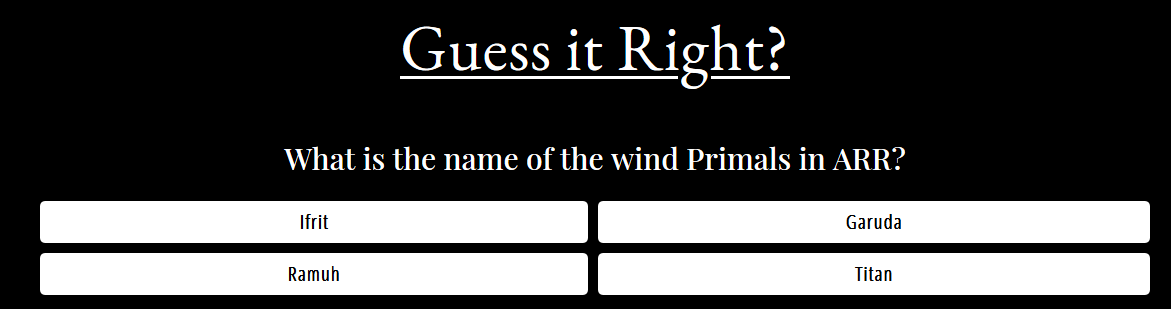 Guess it Right?
What is the name of the wind Primals in ARR?
Ifrit
Garuda
Ramuh
Titan